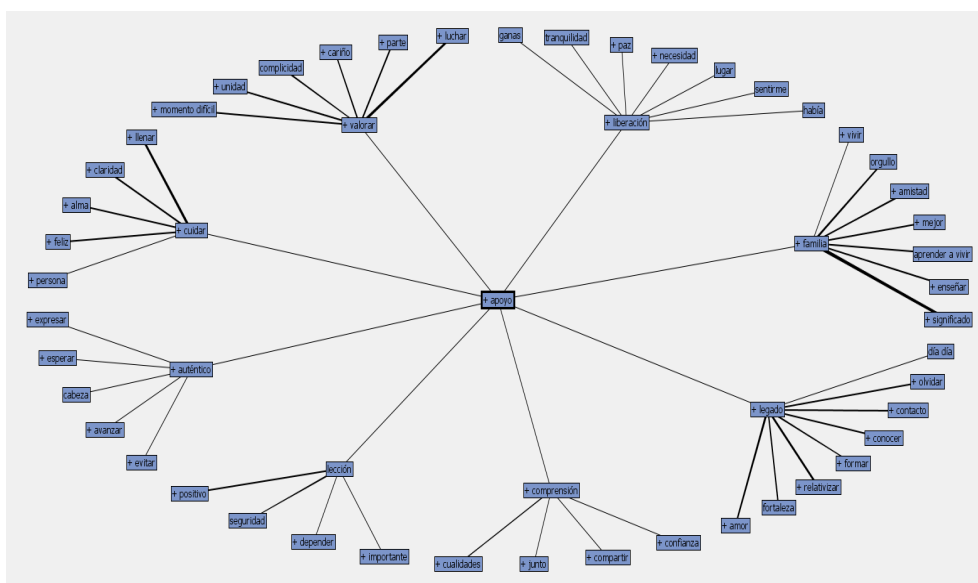 + luchar
+ parte
+ cariño
complicidad
+ unidad
+ momento difícil
+ valorar
ganas
tranquilidad
+ paz
+ necesidad
lugar
sentirme
había
+ liberación
+ llenar
+ claridad
+ alma
+ feliz
+ persona
+ cuidar
+ vivir
orgullo
+ amistad
+ mejor
aprender a vivir
+ enseñar
+ significado
+ familia
+ apoyo
+ expresar
+ esperar
cabeza
+ avanzar
+ evitar
+ auténtico
día día
+ olvidar
+ contacto
+ conocer
+ formar
+ relativizar
fortaleza
+ amor
+ legado
lección
+ positivo
seguridad
+ depender
+ importante
+ comprensión
+ cualidades
+ junto
+ compartir
+ confianza